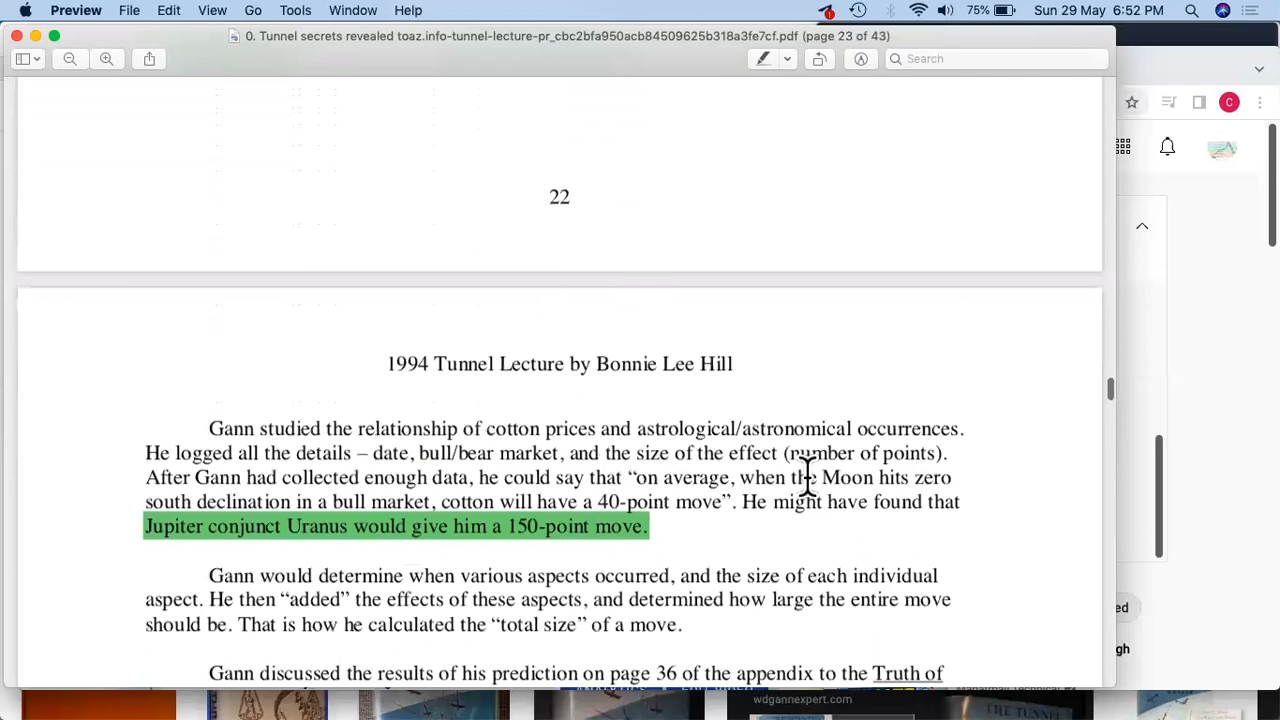 Preview File Edit View Go Tools Window Help 1 75% Sun 29 May 6:52 PM
0. Tunnel secrets revealed toaz.info-tunnel-lecture-pr_cbc2bfa950acb84509625b318a3fe7cf.pdf (page 23 of 43)
Search
C
22
1994 Tunnel Lecture by Bonnie Lee Hill
Gann studied the relationship of cotton prices and astrological/astronomical occurrences.
He logged all the details – date, bull/bear market, and the size of the effect (number of points).
After Gann had collected enough data, he could say that “on average, when the Moon hits zero
south declination in a bull market, cotton will have a 40-point move”. He might have found that
Jupiter conjunct Uranus would give him a 150-point move.
Gann would determine when various aspects occurred, and the size of each individual
aspect. He then “added” the effects of these aspects, and determined how large the entire move
should be. That is how he calculated the “total size” of a move.
ed
gh
Gann discussed the results of his prediction on page 36 of the appendix to the Truth of
wdgannexpert.com